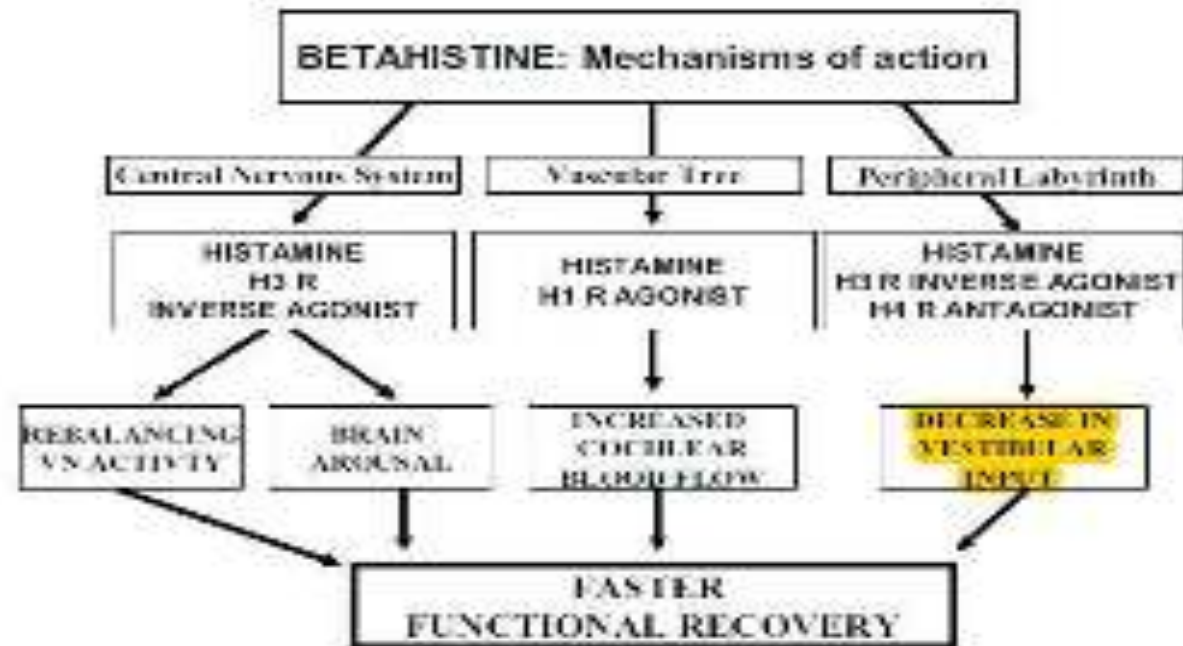 BETAHISTINE: Mechanisms of action
Central Nervous System
Vascular Tree
Peripheral Labyrinth
HISTAMINE
H3 R
INVERSE AGONIST
HISTAMINE
H1 R AGONIST
HISTAMINE
H3 R INVERSE AGONIST
H4 R ANTAGONIST
REBALANCING
VN ACTIVTY
BRAIN
AROUSAL
INCREASED
COCHLEAR
BLOOD FLOW
DECREASE IN
VESTIBULAR
INPUT
FASTER
FUNCTIONAL RECOVERY